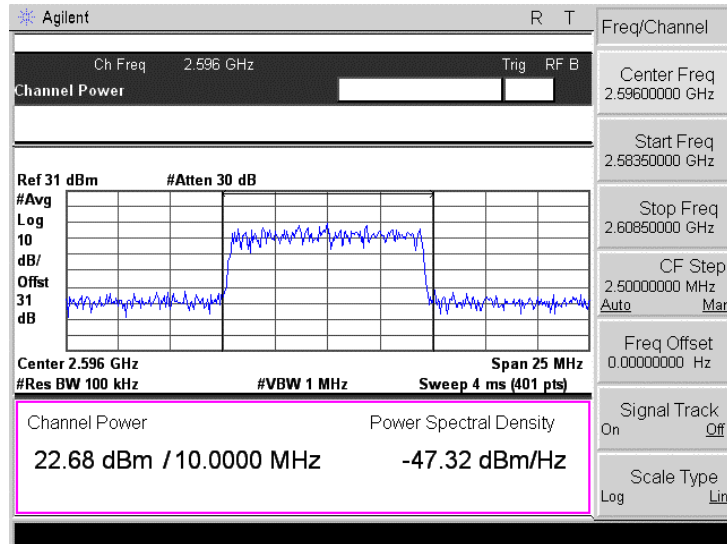 Agilent R T
Ch Freq 2.596 GHz Trig RF B
Channel Power
Ref 31 dBm #Atten 30 dB
#Avg
Log
10
dB/
Offst
31
dB
Center 2.596 GHz Span 25 MHz
#Res BW 100 kHz #VBW 1 MHz Sweep 4 ms (401 pts)
Channel Power Power Spectral Density
22.68 dBm / 10.0000 MHz -47.32 dBm/Hz
Freq/Channel
Center Freq
2.59600000 GHz
Start Freq
2.58350000 GHz
Stop Freq
2.60850000 GHz
CF Step
2.50000000 MHz
Auto Man
Freq Offset
0.00000000 Hz
Signal Track
On Off
Scale Type
Log Lin